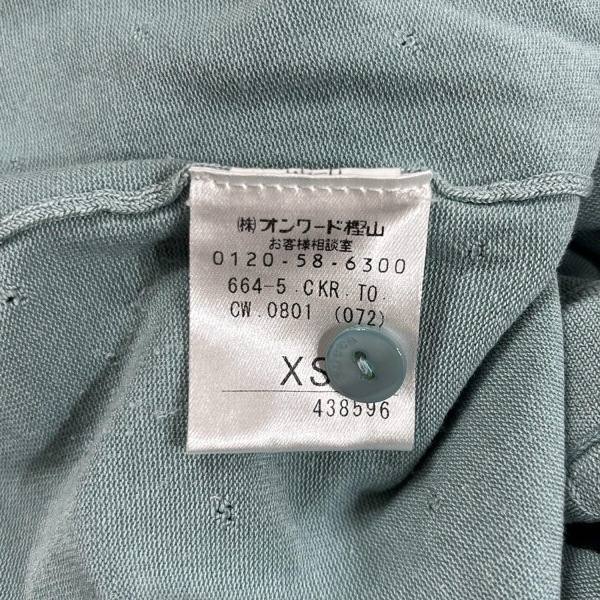 ㈱オンワード樫山
お客様相談室
0120-58-6300
664-5.CKR.TO.
CW.0801 (072)
XS
438596